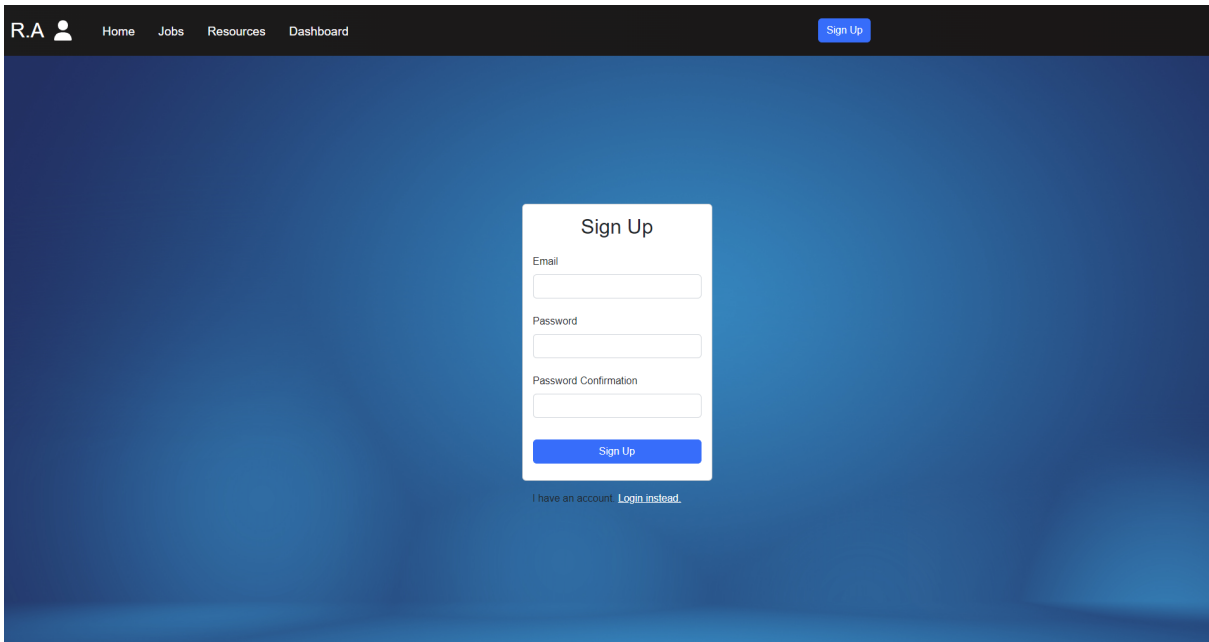 R.A Home Jobs Resources Dashboard Sign Up
Sign Up
Email
Password
Password Confirmation
Sign Up
I have an account. Login instead.